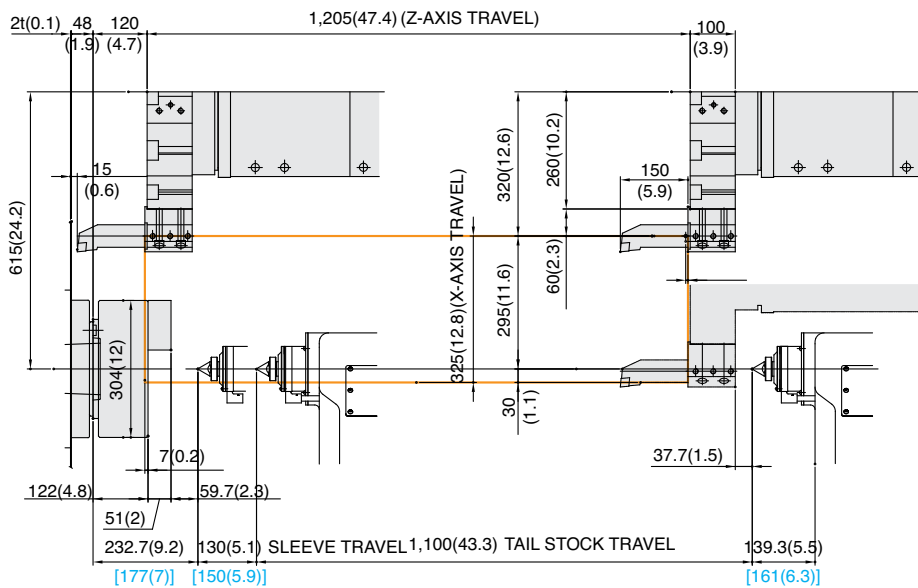 1,205(47.4) (Z-AXIS TRAVEL)
2t(0.1) 48 120 100
(1.9) (4.7) (3.9)
15
(0.6)
615(24.2)
320(12.6)
260(10.2)
150
(5.9)
60(2.3)
325(12.8)(X-AXIS TRAVEL)
295(11.6)
304(12)
30
(1.1)
7(0.2)
37.7(1.5)
122(4.8) 59.7(2.3)
51(2)
232.7(9.2) 130(5.1) SLEEVE TRAVEL 1,100(43.3) TAIL STOCK TRAVEL 139.3(5.5)
[177(7)] [150(5.9)] [161(6.3)]